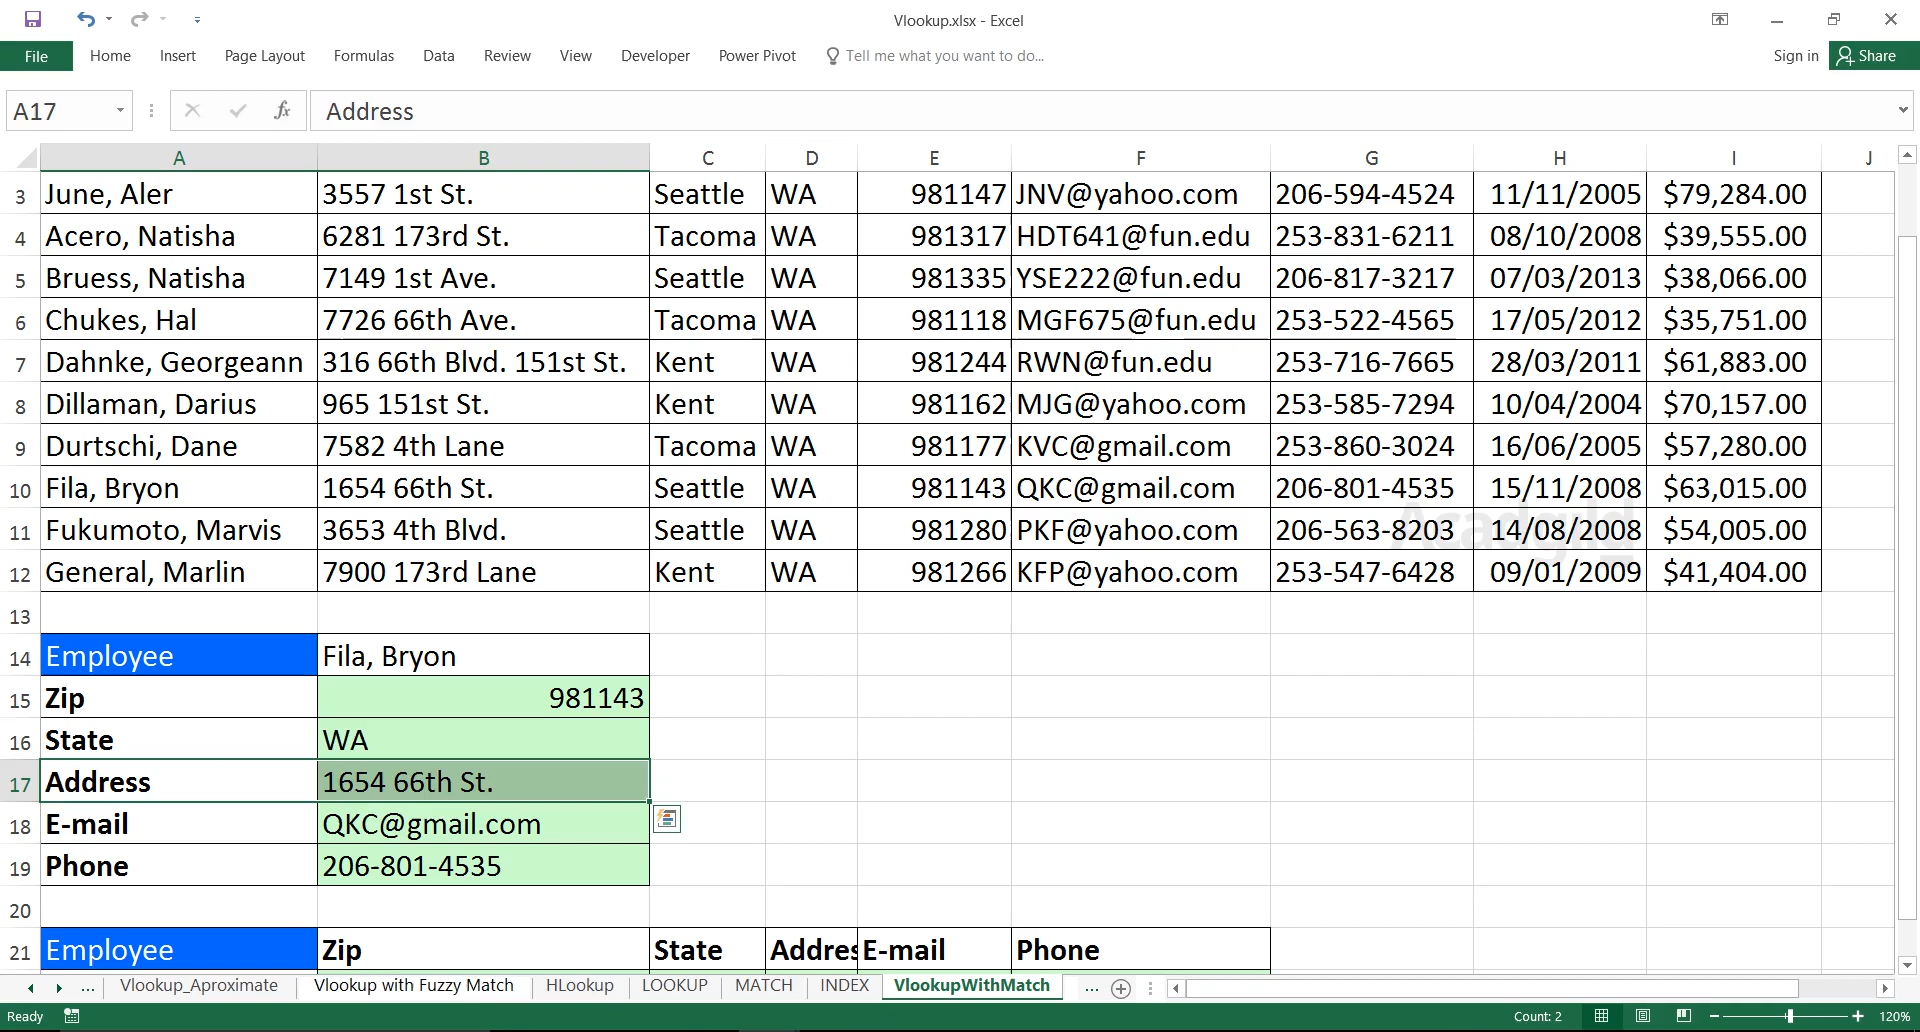 Vlookup.xlsx - Excel
File Home Insert Page Layout Formulas Data Review View Developer Power Pivot Tell me what you want to do... Sign in Share
A17 fx Address
A B C D E F G H I J
3 June, Aler 3557 1st St. Seattle WA 981147 JNV@yahoo.com 206-594-4524 11/11/2005 $79,284.00
4 Acero, Natisha 6281 173rd St. Tacoma WA 981317 HDT641@fun.edu 253-831-6211 08/10/2008 $39,555.00
5 Bruess, Natisha 7149 1st Ave. Seattle WA 981335 YSE222@fun.edu 206-817-3217 07/03/2013 $38,066.00
6 Chukes, Hal 7726 66th Ave. Tacoma WA 981118 MGF675@fun.edu 253-522-4565 17/05/2012 $35,751.00
7 Dahnke, Georgeann 316 66th Blvd. 151st St. Kent WA 981244 RWN@fun.edu 253-716-7665 28/03/2011 $61,883.00
8 Dillaman, Darius 965 151st St. Kent WA 981162 MJG@yahoo.com 253-585-7294 10/04/2004 $70,157.00
9 Durtschi, Dane 7582 4th Lane Tacoma WA 981177 KVC@gmail.com 253-860-3024 16/06/2005 $57,280.00
10 Fila, Bryon 1654 66th St. Seattle WA 981143 QKC@gmail.com 206-801-4535 15/11/2008 $63,015.00
11 Fukumoto, Marvis 3653 4th Blvd. Seattle WA 981280 PKF@yahoo.com 206-563-8203 14/08/2008 $54,005.00
Acadgild
12 General, Marlin 7900 173rd Lane Kent WA 981266 KFP@yahoo.com 253-547-6428 09/01/2009 $41,404.00
13
14 Employee Fila, Bryon
15 Zip 981143
16 State WA
17 Address 1654 66th St.
18 E-mail QKC@gmail.com
19 Phone 206-801-4535
20
21 Employee Zip State Addres E-mail Phone
... Vlookup_Aproximate Vlookup with Fuzzy Match HLookup LOOKUP MATCH INDEX VlookupWithMatch ...
Ready Count: 2 120%